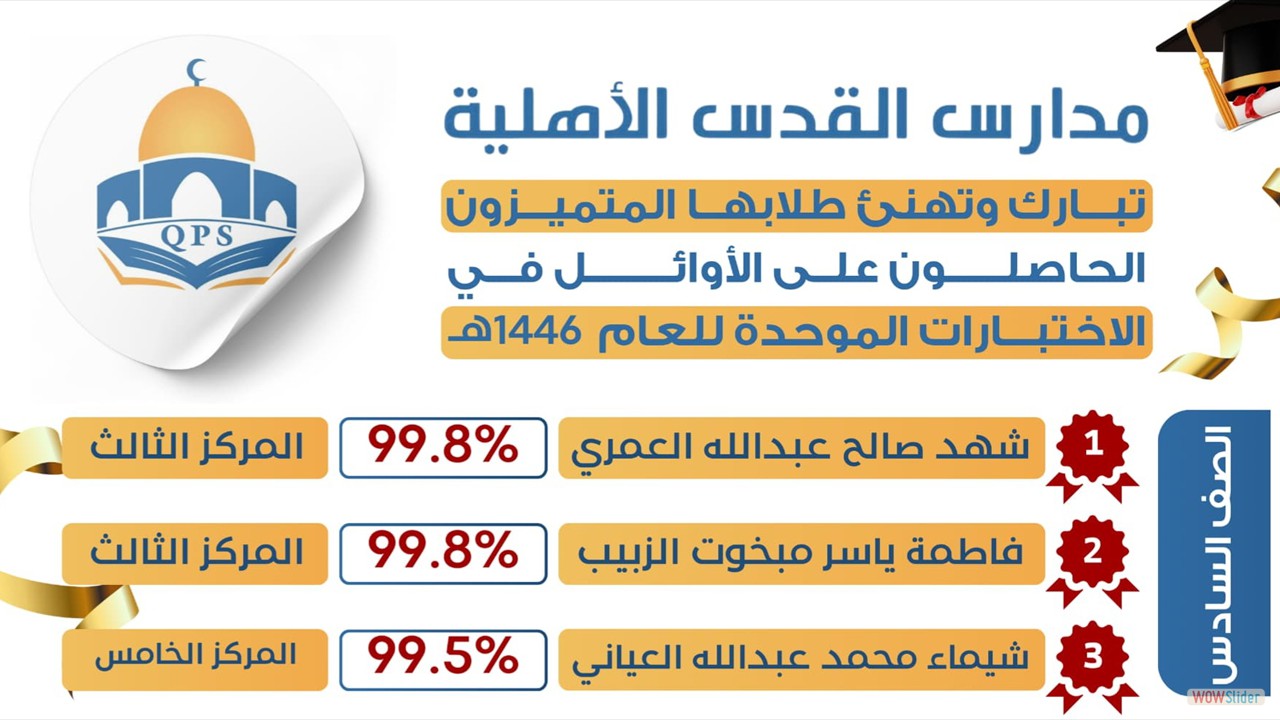 QPS
مدارس القدس الأهلية
تبارك وتهنئ طلابها المتميزون
الحاصلون على الأوائل في
الاختبارات الموحدة للعام 1446هـ
الصف السادس
1 شهد صالح عبدالله العمري 99.8% المركز الثالث
2 فاطمة ياسر مبخوت الزبيب 99.8% المركز الثالث
3 شيماء محمد عبدالله العياني 99.5% المركز الخامس
WOWSlider